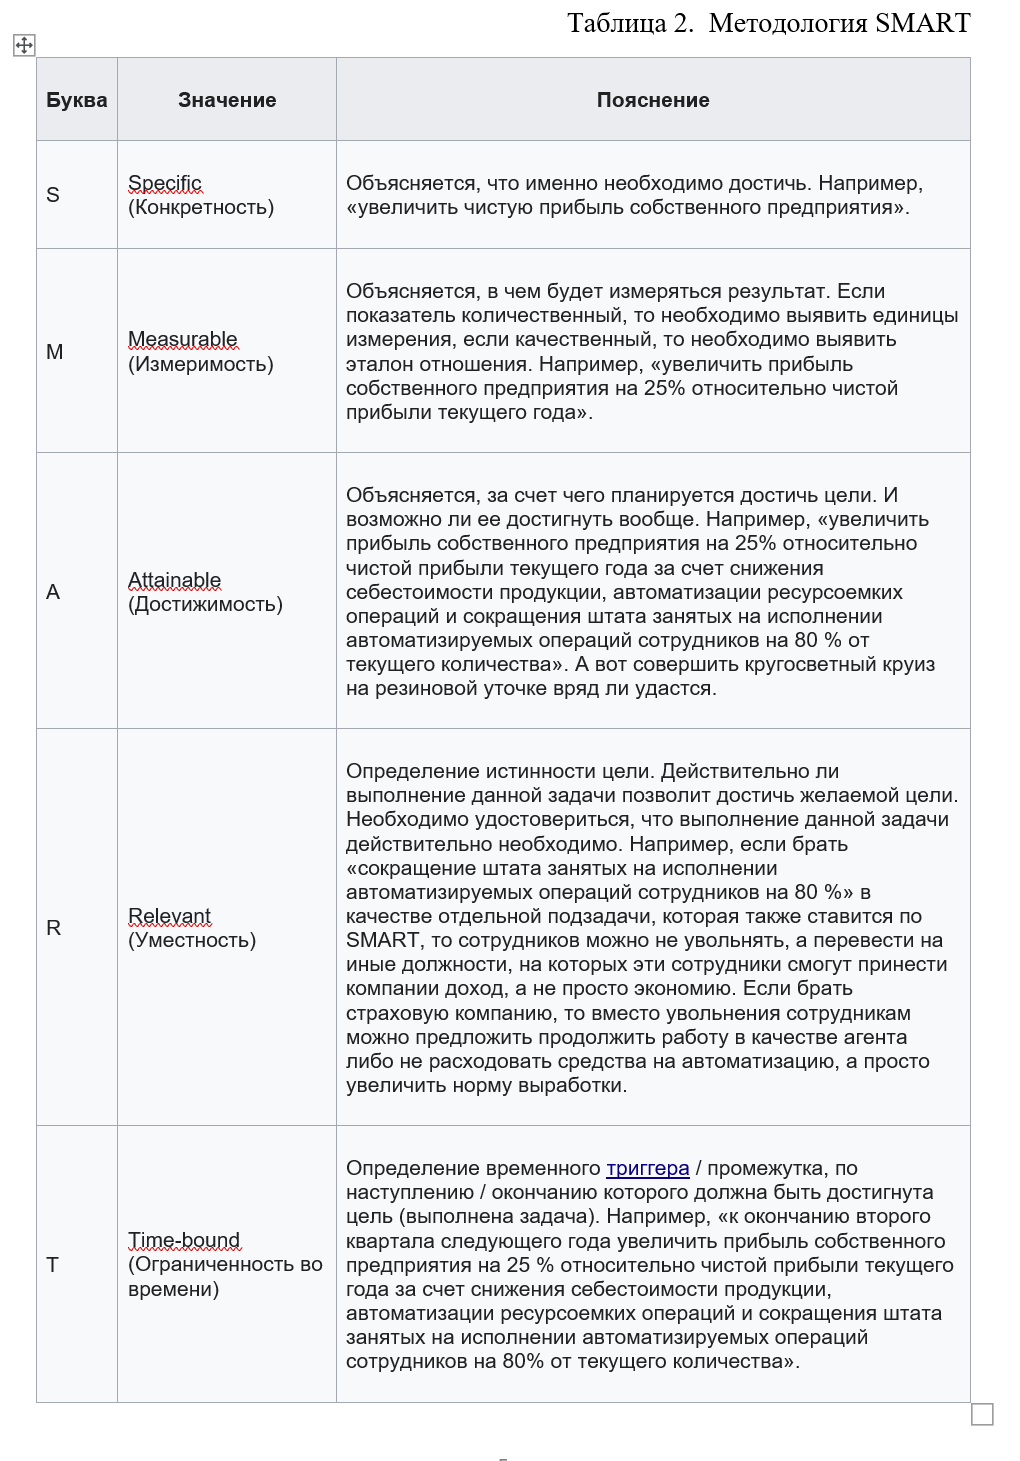 Таблица 2.  Методология SMART
Буква
Значение
Пояснение
S
Specific
(Конкретность)
Объясняется, что именно необходимо достичь. Например,
«увеличить чистую прибыль собственного предприятия».
M
Measurable
(Измеримость)
Объясняется, в чем будет измеряться результат. Если
показатель количественный, то необходимо выявить единицы
измерения, если качественный, то необходимо выявить
эталон отношения. Например, «увеличить прибыль
собственного предприятия на 25% относительно чистой
прибыли текущего года».
A
Attainable
(Достижимость)
Объясняется, за счет чего планируется достичь цели. И
возможно ли ее достигнуть вообще. Например, «увеличить
прибыль собственного предприятия на 25% относительно
чистой прибыли текущего года за счет снижения
себестоимости продукции, автоматизации ресурсоемких
операций и сокращения штата занятых на исполнении
автоматизируемых операций сотрудников на 80 % от
текущего количества». А вот совершить кругосветный круиз
на резиновой уточке вряд ли удастся.
R
Relevant
(Уместность)
Определение истинности цели. Действительно ли
выполнение данной задачи позволит достичь желаемой цели.
Необходимо удостовериться, что выполнение данной задачи
действительно необходимо. Например, если брать
«сокращение штата занятых на исполнении
автоматизируемых операций сотрудников на 80 %» в
качестве отдельной подзадачи, которая также ставится по
SMART, то сотрудников можно не увольнять, а перевести на
иные должности, на которых эти сотрудники смогут принести
компании доход, а не просто экономию. Если брать
страховую компанию, то вместо увольнения сотрудникам
можно предложить продолжить работу в качестве агента
либо не расходовать средства на автоматизацию, а просто
увеличить норму выработки.
T
Time-bound
(Ограниченность во
времени)
Определение временного триггера / промежутка, по
наступлению / окончанию которого должна быть достигнута
цель (выполнена задача). Например, «к окончанию второго
квартала следующего года увеличить прибыль собственного
предприятия на 25 % относительно чистой прибыли текущего
года за счет снижения себестоимости продукции,
автоматизации ресурсоемких операций и сокращения штата
занятых на исполнении автоматизируемых операций
сотрудников на 80% от текущего количества».